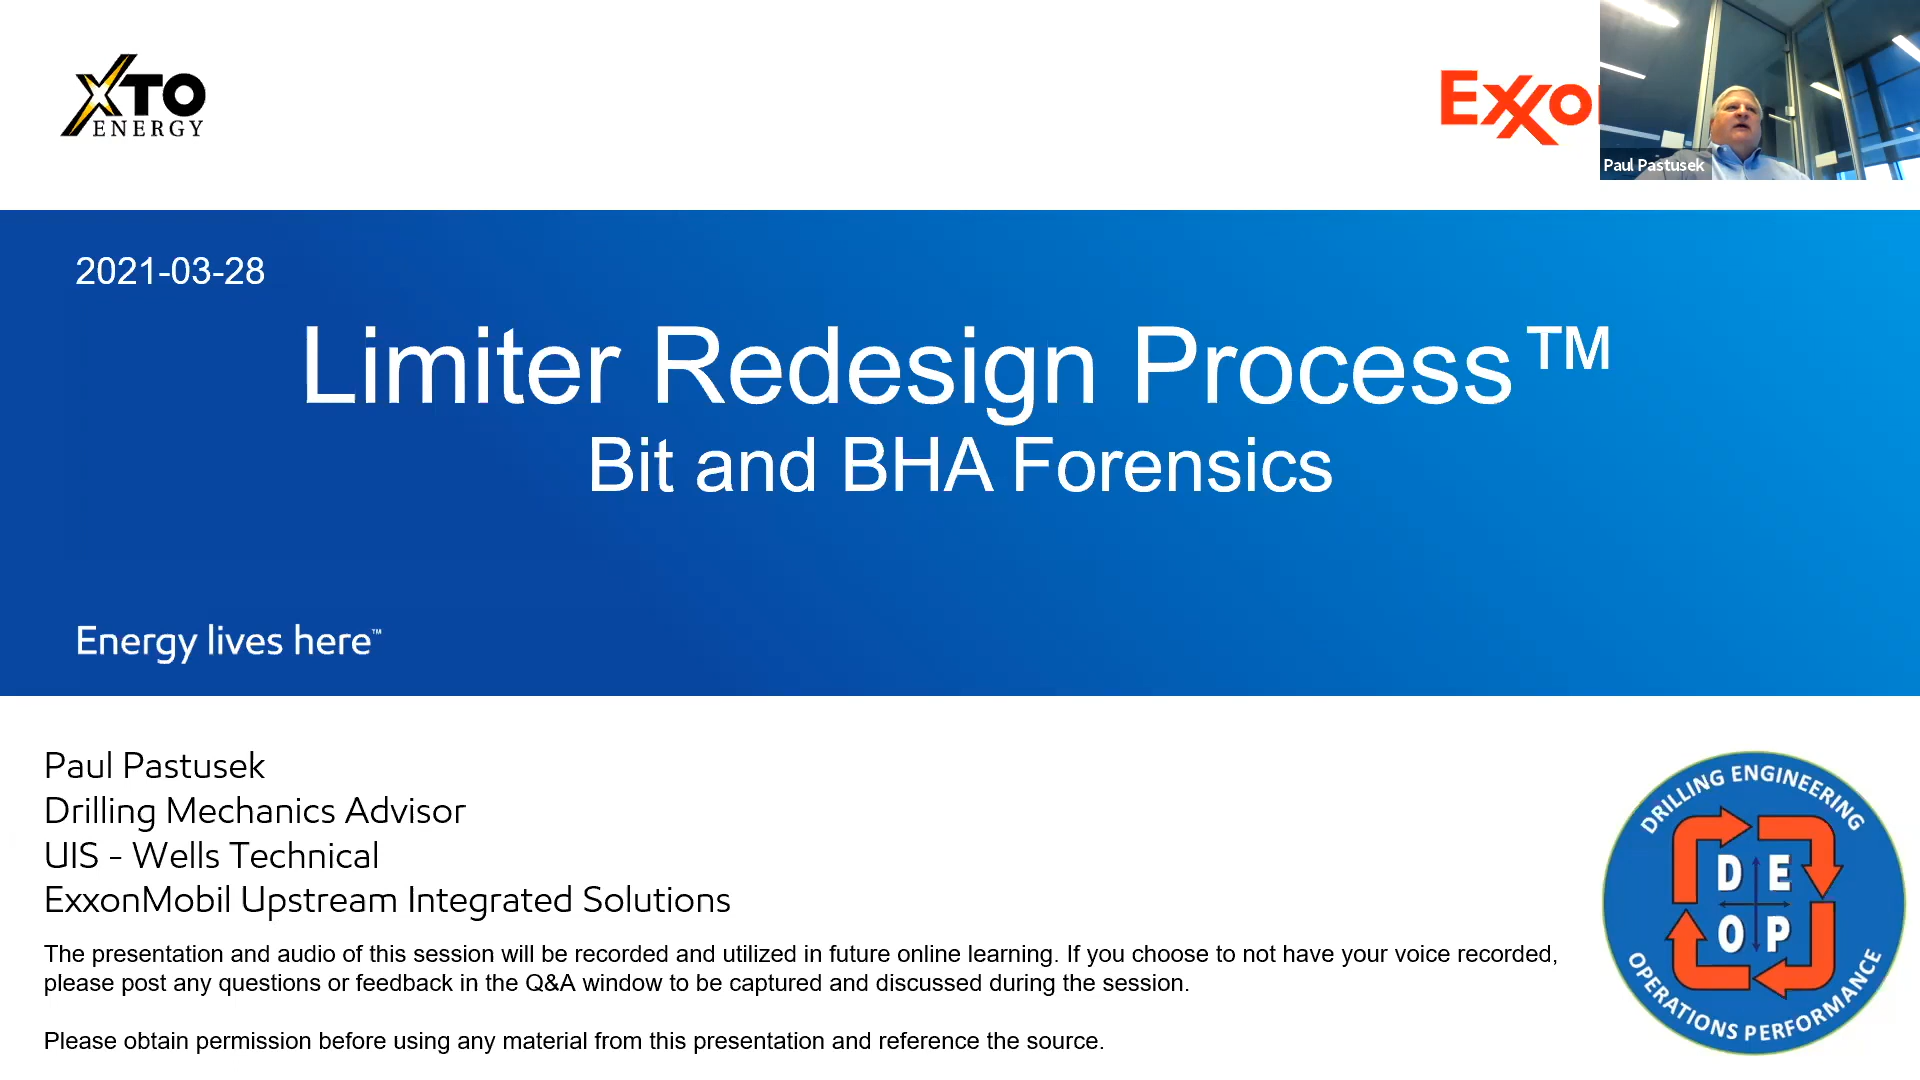 XTO
ENERGY
Exxo
Paul Pastusek
2021-03-28
Limiter Redesign Process™
Bit and BHA Forensics
Energy lives here™
Paul Pastusek
Drilling Mechanics Advisor
UIS - Wells Technical
ExxonMobil Upstream Integrated Solutions
The presentation and audio of this session will be recorded and utilized in future online learning. If you choose to not have your voice recorded,
please post any questions or feedback in the Q&A window to be captured and discussed during the session.
Please obtain permission before using any material from this presentation and reference the source.
DRILLING ENGINEERING
D E
O P
OPERATIONS PERFORMANCE